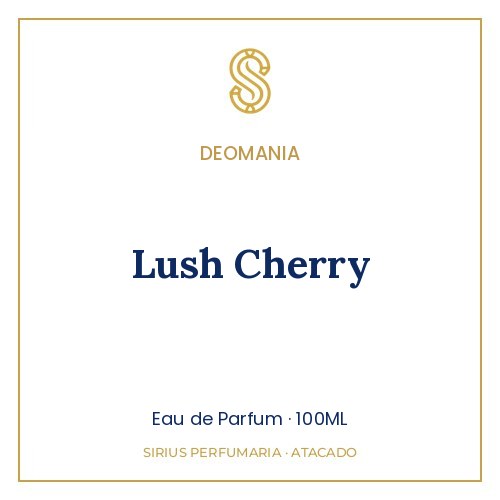 DEOMANIA
Lush Cherry
Eau de Parfum · 100ML
SIRIUS PERFUMARIA · ATACADO